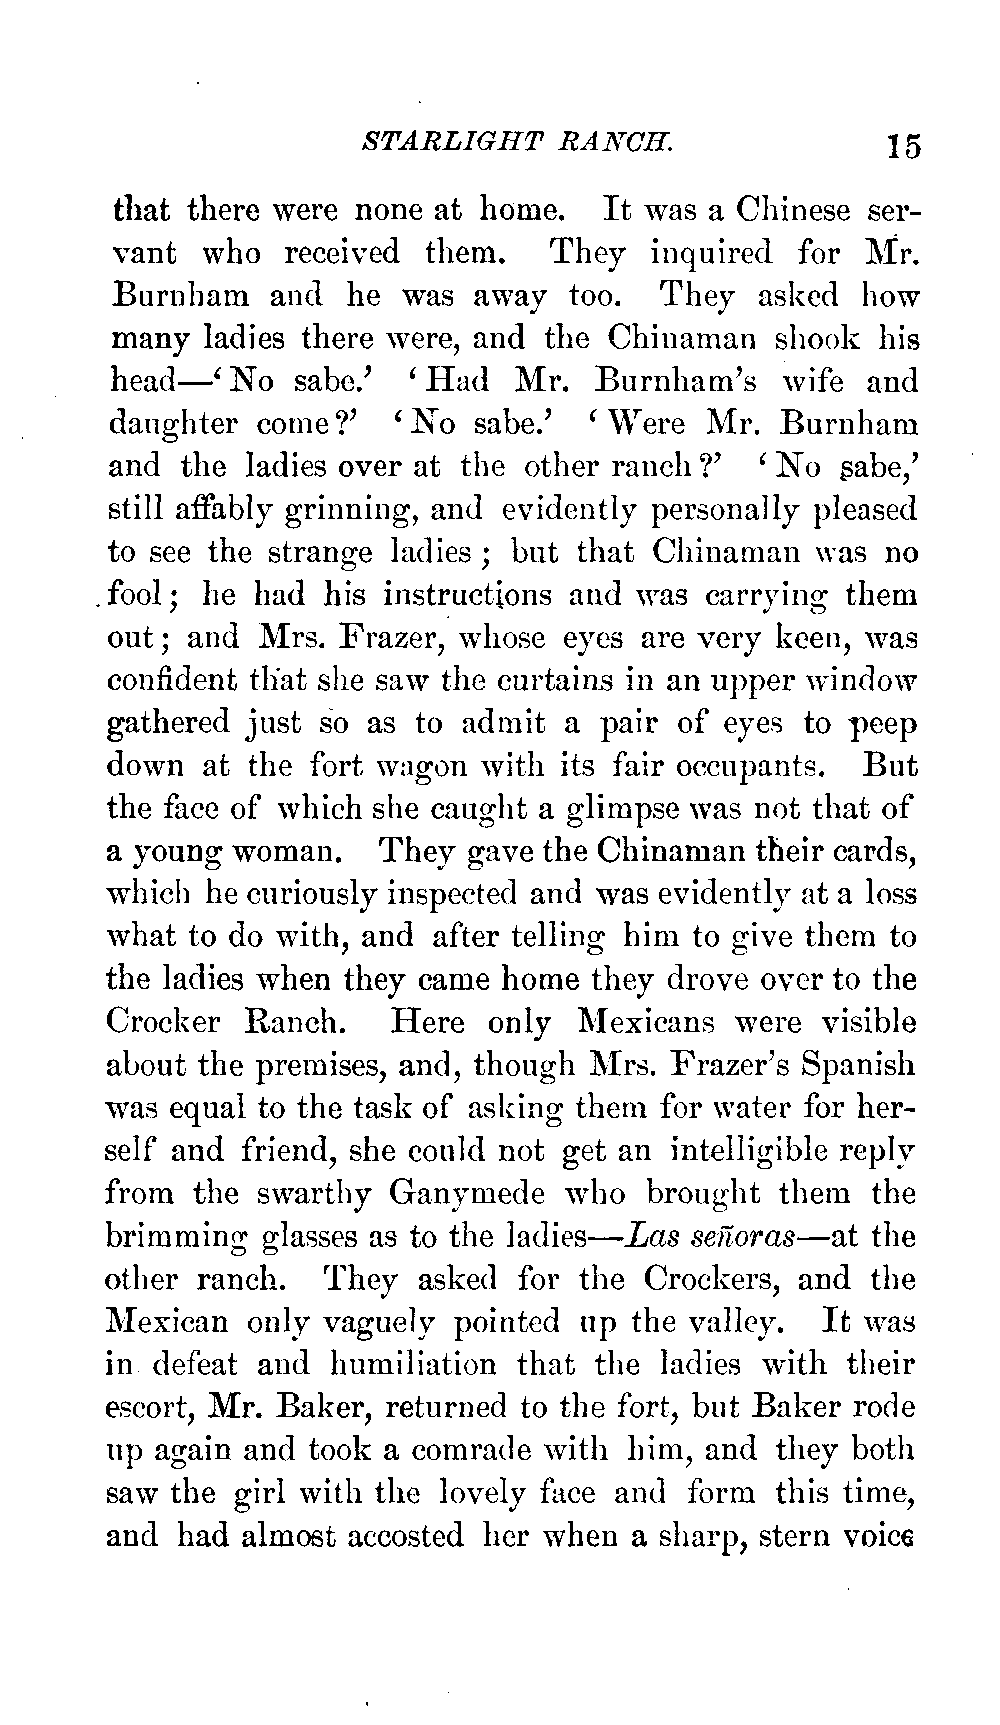 STARLIGHT RANCH. 15
that there were none at home. It was a Chinese ser-
vant who received them. They inquired for Mr.
Burnham and he was away too. They asked how
many ladies there were, and the Chinaman shook his
head—‘No sabe.’ ‘Had Mr. Burnham’s wife and
daughter come?’ ‘No sabe.’ ‘Were Mr. Burnham
and the ladies over at the other ranch?’ ‘No sabe,’
still affably grinning, and evidently personally pleased
to see the strange ladies; but that Chinaman was no
fool; he had his instructions and was carrying them
out; and Mrs. Frazer, whose eyes are very keen, was
confident that she saw the curtains in an upper window
gathered just so as to admit a pair of eyes to peep
down at the fort wagon with its fair occupants. But
the face of which she caught a glimpse was not that of
a young woman. They gave the Chinaman their cards,
which he curiously inspected and was evidently at a loss
what to do with, and after telling him to give them to
the ladies when they came home they drove over to the
Crocker Ranch. Here only Mexicans were visible
about the premises, and, though Mrs. Frazer’s Spanish
was equal to the task of asking them for water for her-
self and friend, she could not get an intelligible reply
from the swarthy Ganymede who brought them the
brimming glasses as to the ladies—Las señoras—at the
other ranch. They asked for the Crockers, and the
Mexican only vaguely pointed up the valley. It was
in defeat and humiliation that the ladies with their
escort, Mr. Baker, returned to the fort, but Baker rode
up again and took a comrade with him, and they both
saw the girl with the lovely face and form this time,
and had almost accosted her when a sharp, stern voice